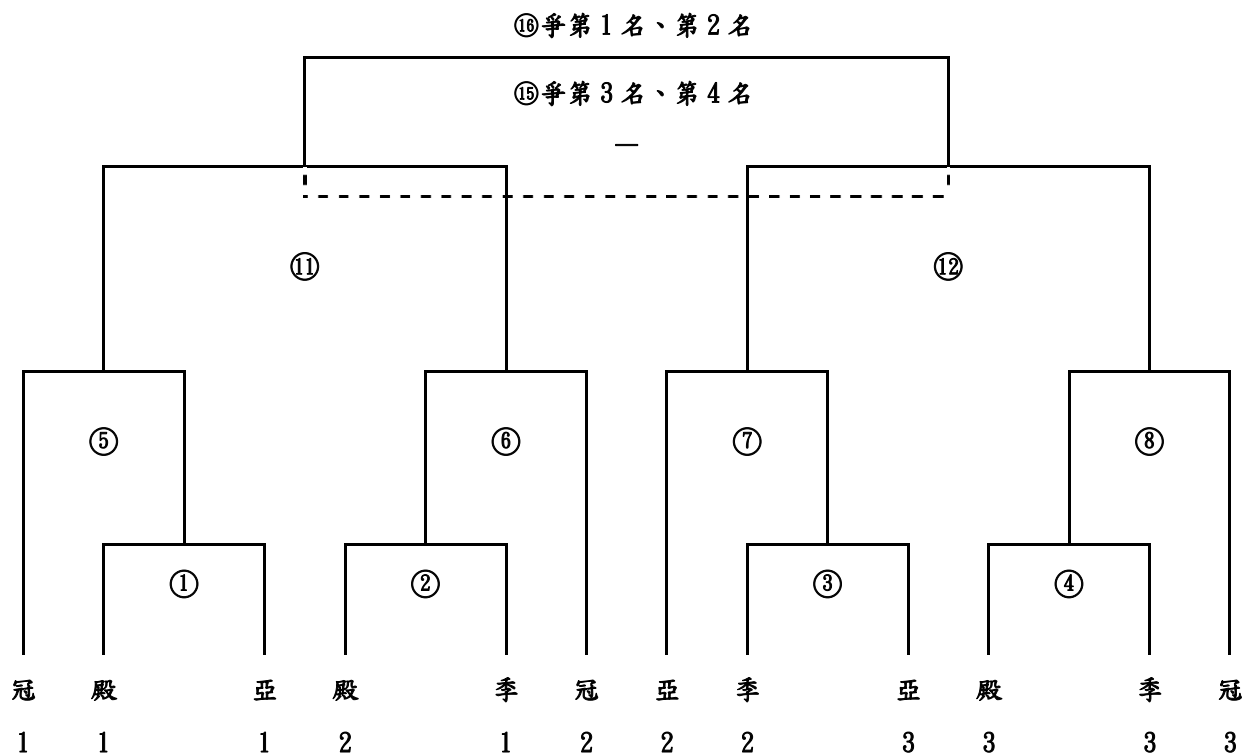 ⑯爭第1名、第2名
⑮爭第3名、第4名
—
⑪ ⑫
⑤ ⑥ ⑦ ⑧
① ② ③ ④
冠 殿 亞 殿 季 冠 亞 季 亞 殿 季 冠
1 1 1 2 1 2 2 2 3 3 3 3